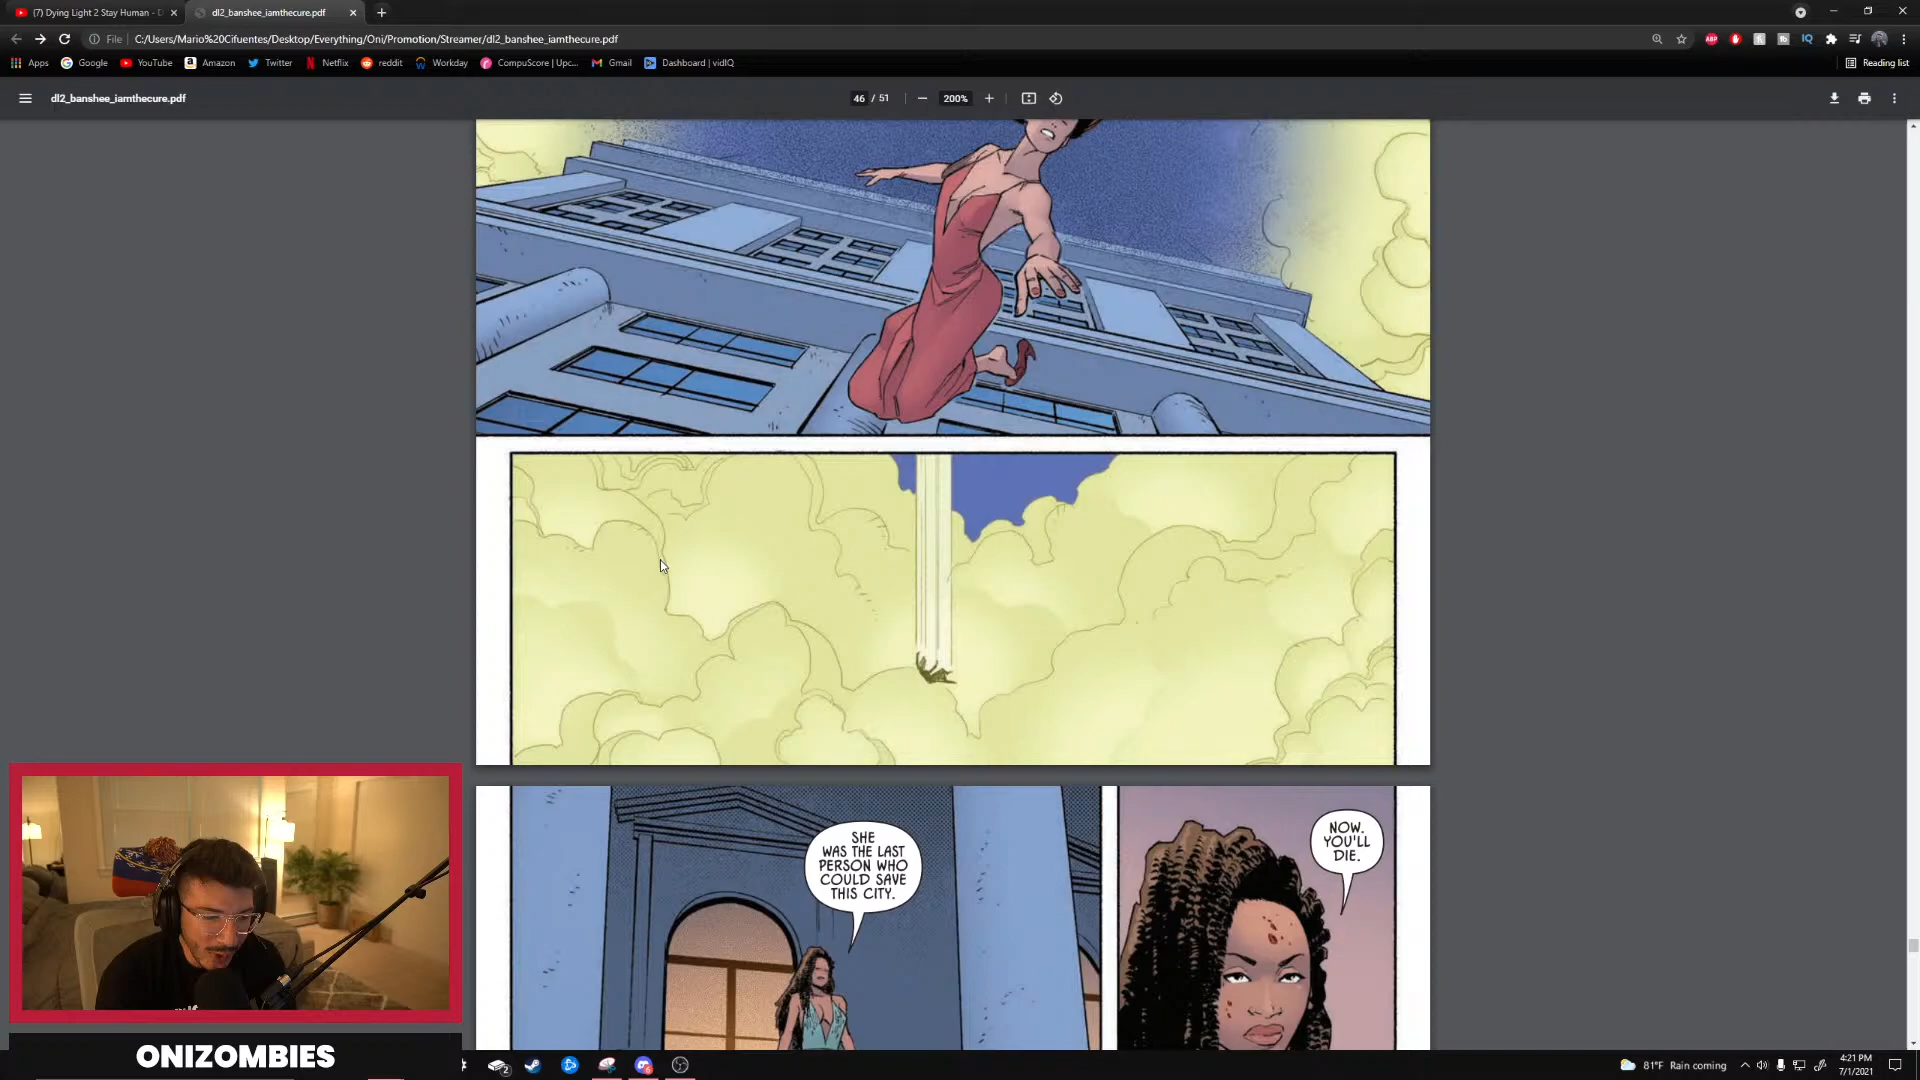 (7) Dying Light 2 Stay Human - D
dl2_banshee_iamthecure.pdf
File
C:/Users/Mario%20Cifuentes/Desktop/Everything/Oni/Promotion/Streamer/dl2_banshee_iamthecure.pdf
Apps
Google
YouTube
Amazon
Twitter
Netflix
reddit
Workday
CompuScore | Upc...
Gmail
Dashboard | vidIQ
Reading list
dl2_banshee_iamthecure.pdf
46 / 51
200%
SHE
WAS THE LAST
PERSON WHO
COULD SAVE
THIS CITY.
NOW.
YOU'LL
DIE.
ONIZOMBIES
81°F Rain coming
4:21 PM
7/1/2021